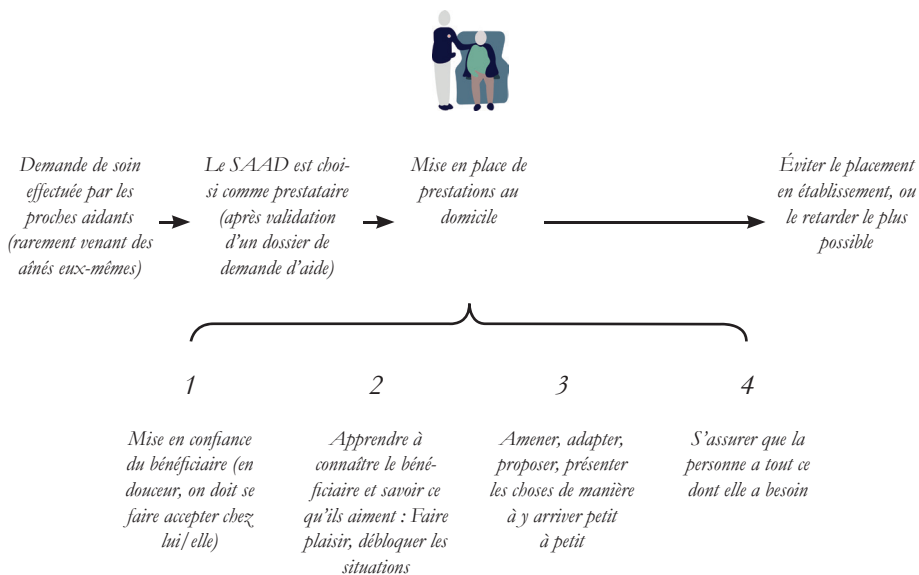 Demande de soin
effectuée par les
proches aidants
(rarement venant des
aînés eux-mêmes)
Le SAAD est choi-
si comme prestataire
(après validation
d'un dossier de
demande d'aide)
Mise en place de
prestations au
domicile
Éviter le placement
en établissement, ou
le retarder le plus
possible
1
Mise en confiance
du bénéficiaire (en
douceur, on doit se
faire accepter chez
lui/elle)
2
Apprendre à
connaître le béné-
ficiaire et savoir ce
qu'ils aiment : Faire
plaisir, débloquer les
situations
3
Amener, adapter,
proposer, présenter
les choses de manière
à y arriver petit
à petit
4
S'assurer que la
personne a tout ce
dont elle a besoin